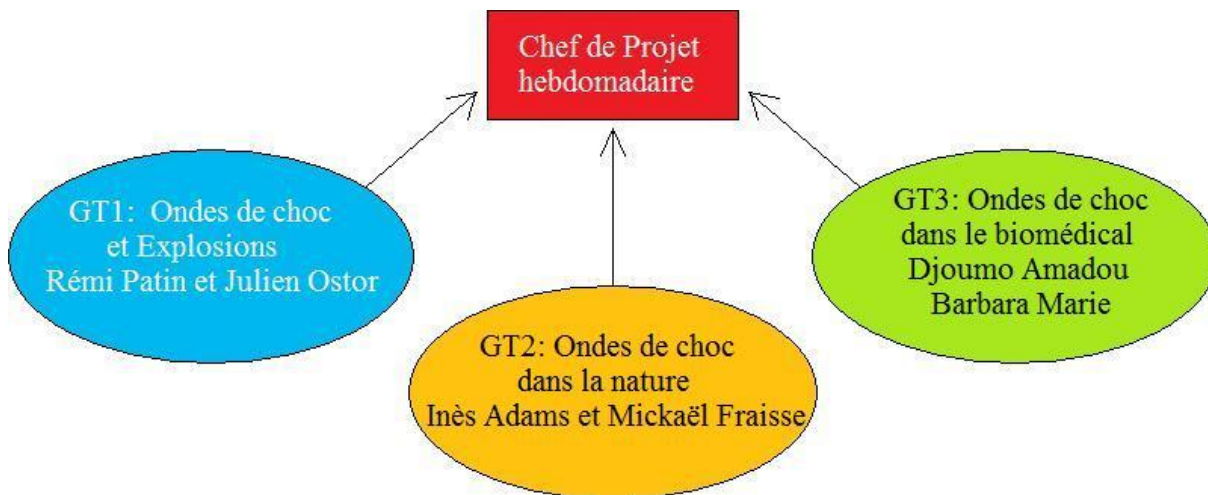 Chef de Projet
hebdomadaire
GT1: Ondes de choc
et Explosions
Rémi Patin et Julien Ostor
GT2: Ondes de choc
dans la nature
Inès Adams et Mickaël Fraisse
GT3: Ondes de choc
dans le biomédical
Djoumo Amadou
Barbara Marie